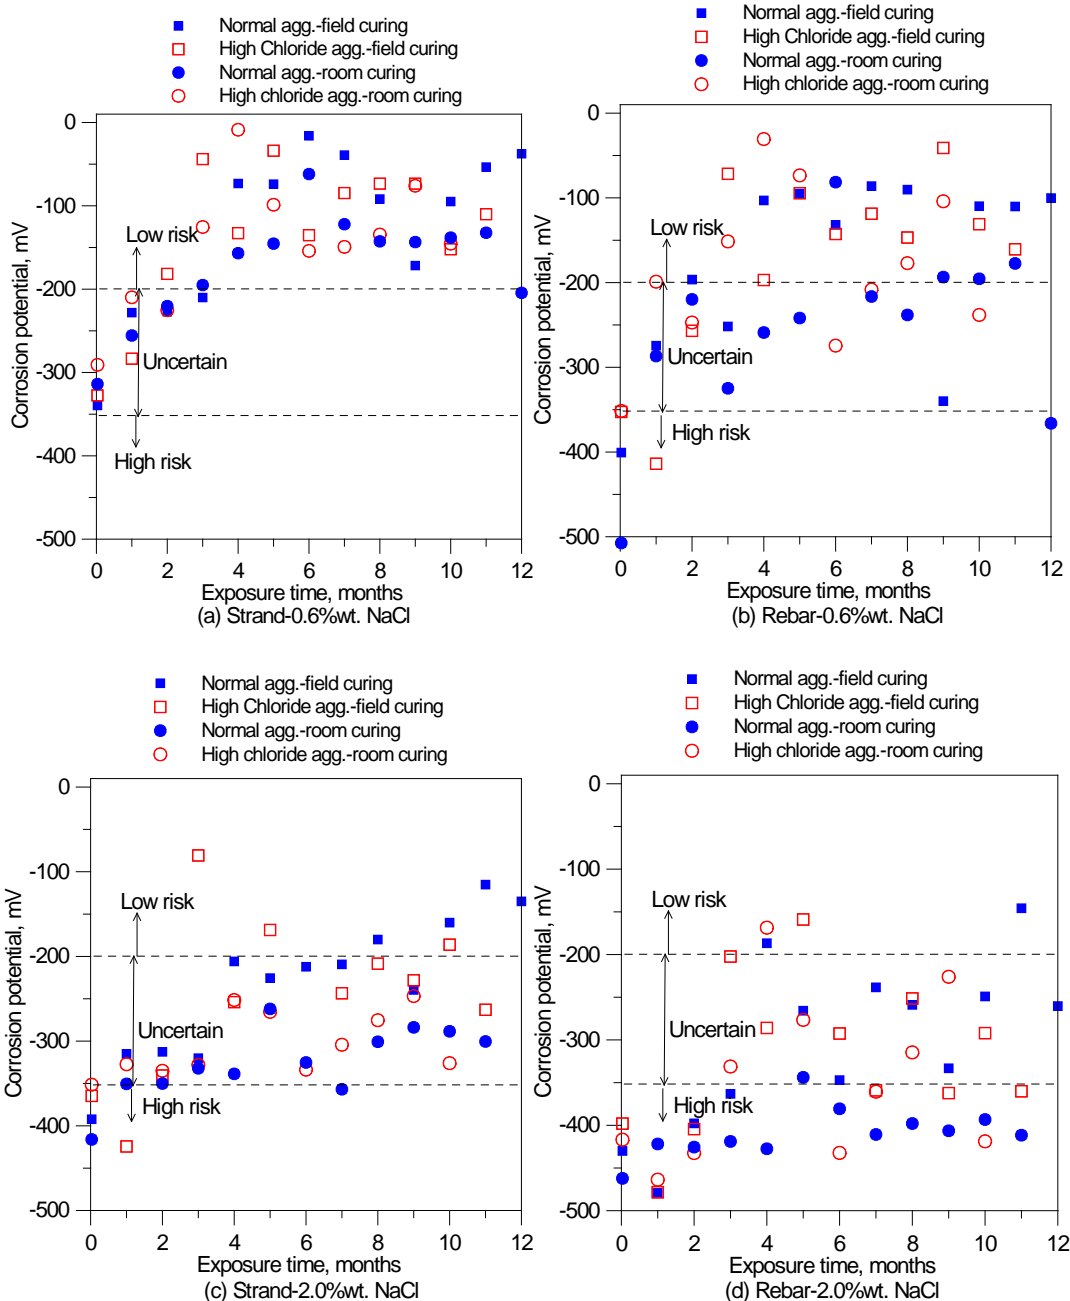 Normal agg.-field curing
High Chloride agg.-field curing
Normal agg.-room curing
High chloride agg.-room curing
0
-100
-200
-300
-400
-500
Corrosion potential, mV
Low risk
Uncertain
High risk
0 2 4 6 8 10 12
Exposure time, months
(a) Strand-0.6%wt. NaCl
Normal agg.-field curing
High Chloride agg.-field curing
Normal agg.-room curing
High chloride agg.-room curing
0
-100
-200
-300
-400
-500
Corrosion potential, mV
Low risk
Uncertain
High risk
0 2 4 6 8 10 12
Exposure time, months
(b) Rebar-0.6%wt. NaCl
Normal agg.-field curing
High Chloride agg.-field curing
Normal agg.-room curing
High chloride agg.-room curing
0
-100
-200
-300
-400
-500
Corrosion potential, mV
Low risk
Uncertain
High risk
0 2 4 6 8 10 12
Exposure time, months
(c) Strand-2.0%wt. NaCl
Normal agg.-field curing
High Chloride agg.-field curing
Normal agg.-room curing
High chloride agg.-room curing
0
-100
-200
-300
-400
-500
Corrosion potential, mV
Low risk
Uncertain
High risk
0 2 4 6 8 10 12
Exposure time, months
(d) Rebar-2.0%wt. NaCl